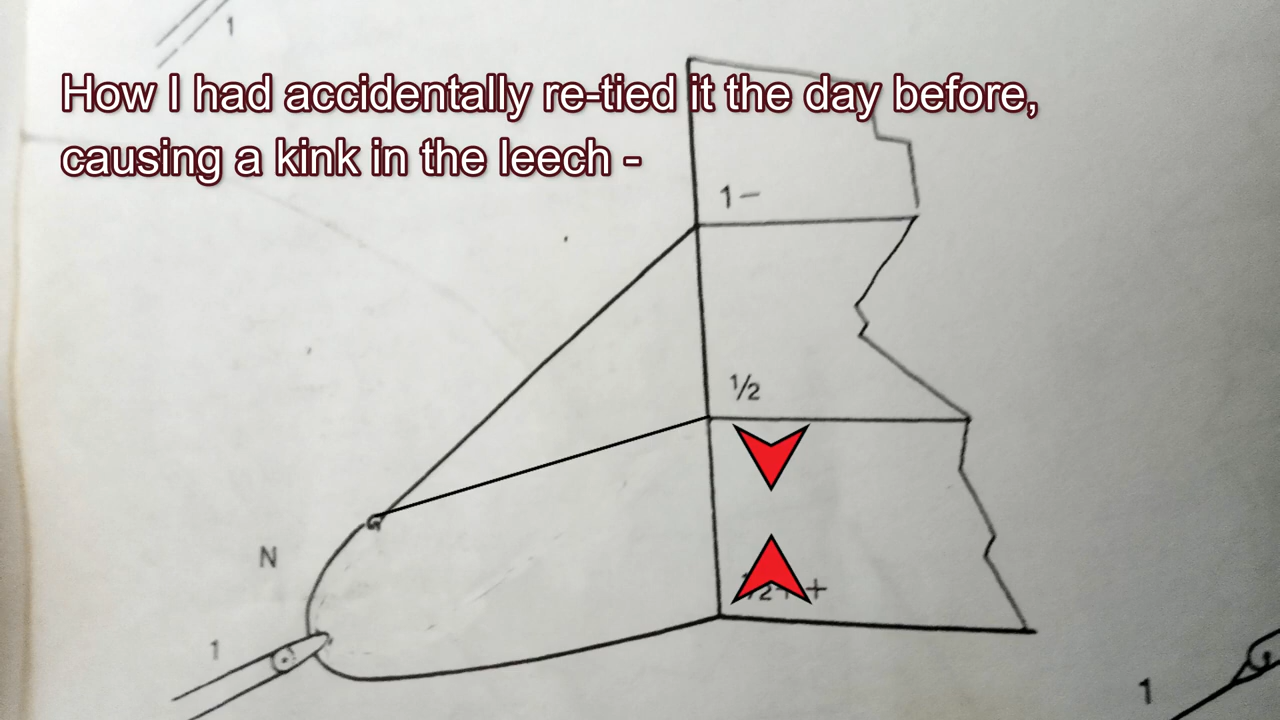 1
How I had accidentally re-tied it the day before,
causing a kink in the leech -
1–
1/2
+
N
1
1